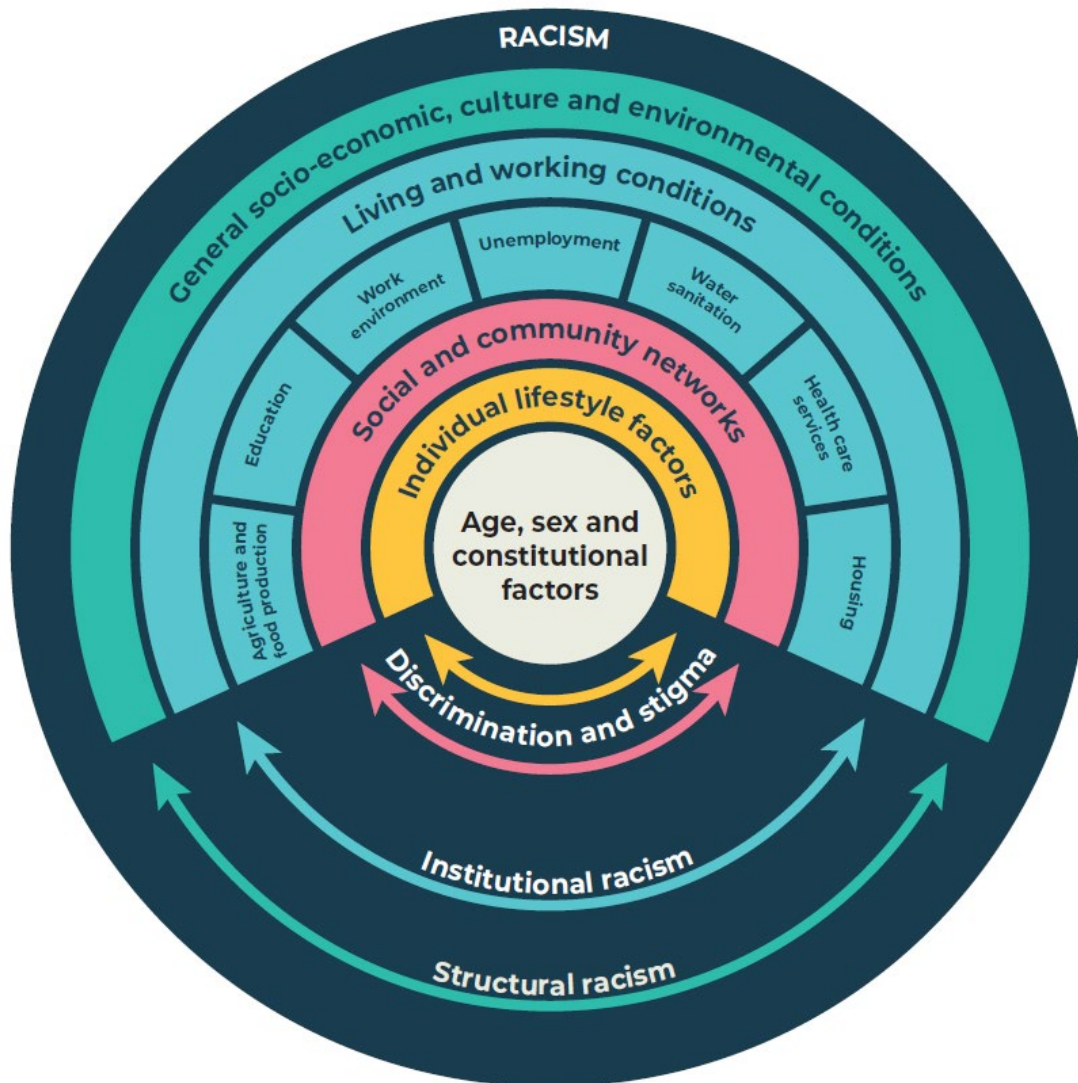 RACISM
General socio-economic, culture and environmental conditions
Living and working conditions
Agriculture and
food production
Education
Work
environment
Unemployment
Water
sanitation
Health care
services
Housing
Social and community networks
Individual lifestyle factors
Age, sex and
constitutional
factors
Discrimination and stigma
Institutional racism
Structural racism